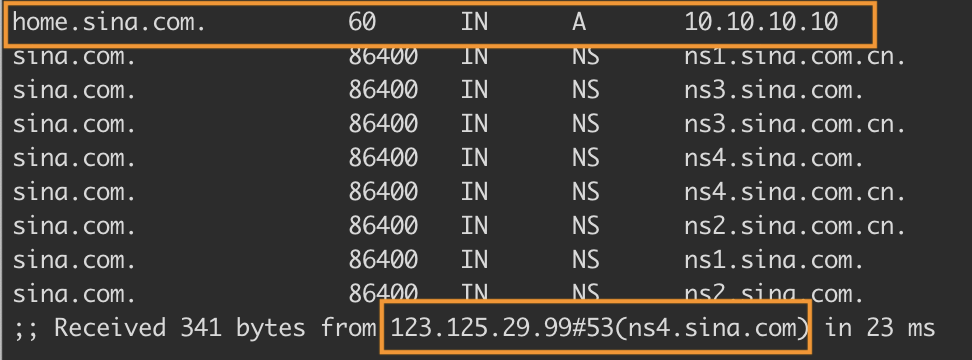 home.sina.com. 60 IN A 10.10.10.10
sina.com. 86400 IN NS ns1.sina.com.cn.
sina.com. 86400 IN NS ns3.sina.com.
sina.com. 86400 IN NS ns3.sina.com.cn.
sina.com. 86400 IN NS ns4.sina.com.
sina.com. 86400 IN NS ns4.sina.com.cn.
sina.com. 86400 IN NS ns2.sina.com.cn.
sina.com. 86400 IN NS ns1.sina.com.
sina.com. 86400 IN NS ns2.sina.com.
;; Received 341 bytes from 123.125.29.99#53(ns4.sina.com) in 23 ms